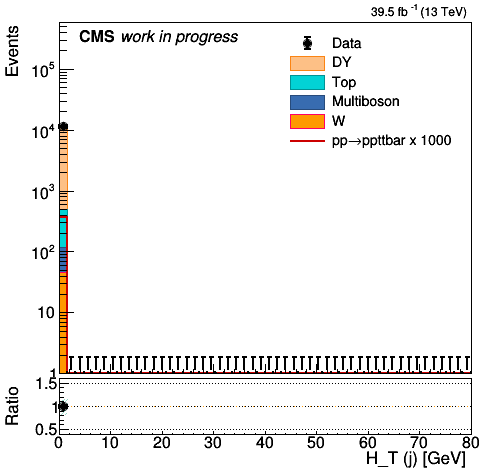 39.5 fb⁻¹ (13 TeV)
CMS work in progress
Events
Data
DY
Top
Multiboson
W
pp→ppttbar x 1000
10⁵
10⁴
10³
10²
10
1
Ratio
1.5
1
0.5
0 10 20 30 40 50 60 70 80
H_T (j) [GeV]